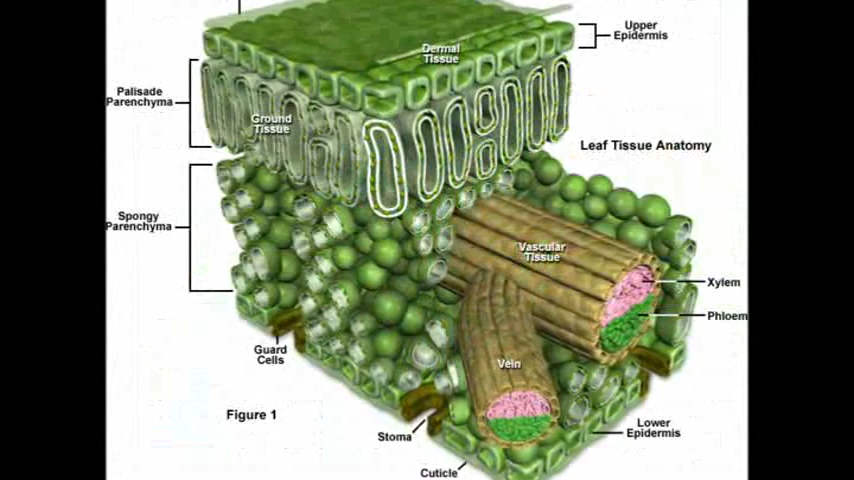 Upper
Epidermis
Dermal
Tissue
Palisade
Parenchyma
Ground
Tissue
Leaf Tissue Anatomy
Spongy
Parenchyma
Vascular
Tissue
Xylem
Phloem
Guard
Cells
Vein
Figure 1
Stoma
Lower
Epidermis
Cuticle